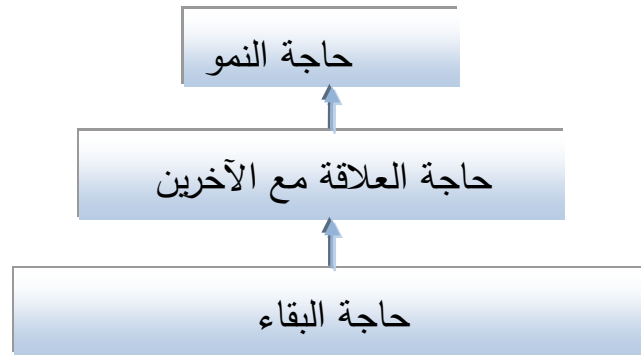 حاجة النمو
حاجة العلاقة مع الآخرين
حاجة البقاء